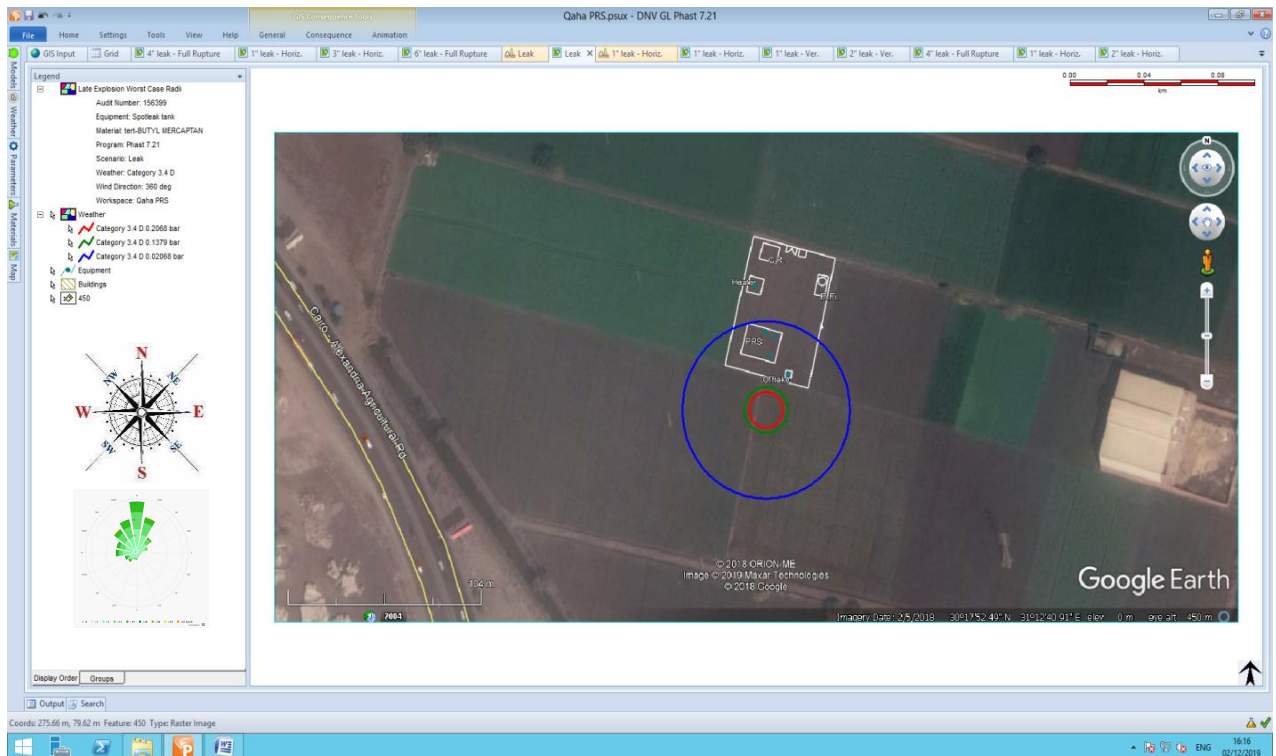 Qaha PRS.psux - DNV GL Phast 7.21
GIS Consequence Tools
File Home Settings Tools View Help General Consequence Animation
GIS Input Grid 4" leak - Full Rupture 1" leak - Horiz. 3" leak - Horiz. 6" leak - Full Rupture Leak Leak 1" leak - Horiz. 1" leak - Horiz. 1" leak - Ver. 2" leak - Ver. 4" leak - Full Rupture 1" leak - Horiz. 2" leak - Horiz.
Models
Weather
Parameters
Materials
Map
Legend
Late Explosion Worst Case Radii
Audit Number: 156399
Equipment: Spotleak tank
Material: tert-BUTYL MERCAPTAN
Program: Phast 7.21
Scenario: Leak
Weather: Category 3.4 D
Wind Direction: 360 deg
Workspace: Qaha PRS
Weather
Category 3.4 D 0.2068 bar
Category 3.4 D 0.1379 bar
Category 3.4 D 0.02068 bar
Equipment
Buildings
450
N
NW NE
W E
SW SE
S
0.00 0.04 0.08
km
N
Heater
PRS
Cairo - Alexandria Agricultural Rd
104 m
2004
© 2018 ORION-ME
Image © 2019 Maxar Technologies
© 2018 Google
Google Earth
Imagery Date: 2/5/2018 30°17'52.49" N 31°12'40.91" E elev 0 m eye alt 450 m
Display Order Groups
Output Search
Coords: 275.66 m, 79.62 m Feature: 450 Type: Raster Image
ENG
16:16
02/12/2019